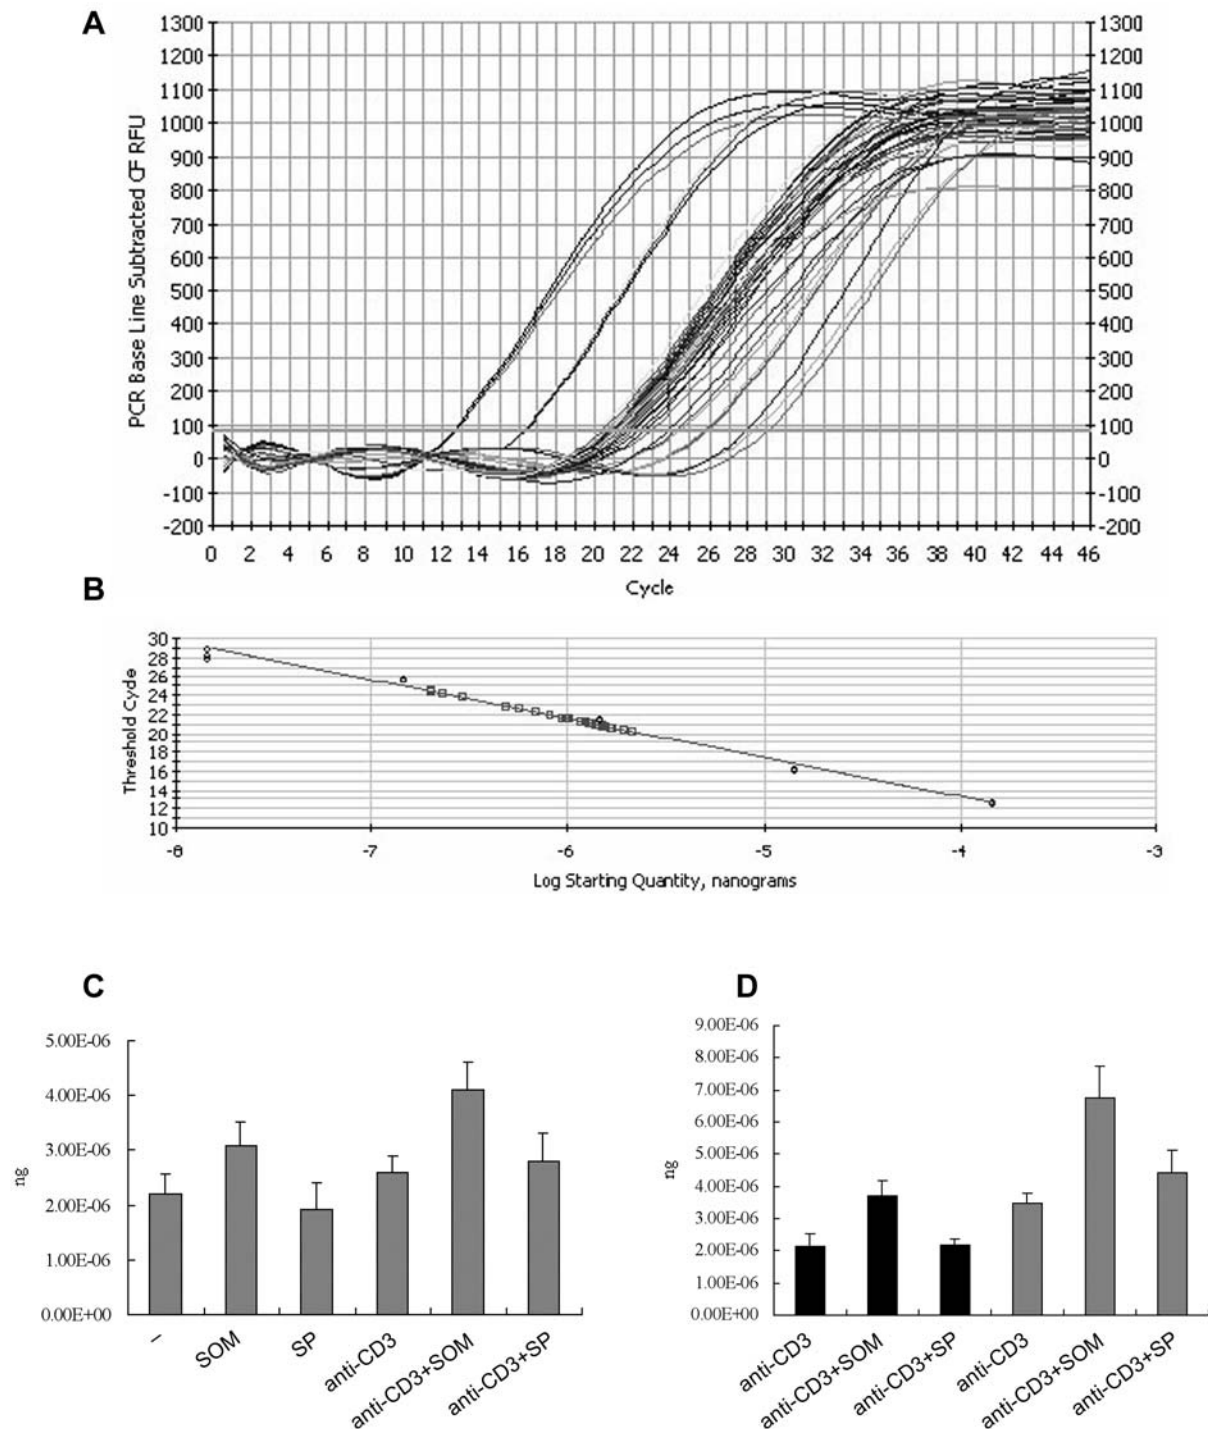 A
1300 1300
1200 1200
1100 1100
1000 1000
900 900
800 800
700 700
600 600
500 500
400 400
300 300
200 200
100 100
0 0
-100 -100
-200 -200
PCR Base Line Subtracted CF RFU
0 2 4 6 8 10 12 14 16 18 20 22 24 26 28 30 32 34 36 38 40 42 44 46
Cycle
B
30
28
26
24
22
20
18
16
14
12
10
Threshold Cycle
-8 -7 -6 -5 -4 -3
Log Starting Quantity, nanograms
C
5.00E-06
4.00E-06
3.00E-06
2.00E-06
1.00E-06
0.00E+00
ng
– SOM SP anti-CD3 anti-CD3+SOM anti-CD3+SP
D
9.00E-06
8.00E-06
7.00E-06
6.00E-06
5.00E-06
4.00E-06
3.00E-06
2.00E-06
1.00E-06
0.00E+00
ng
anti-CD3 anti-CD3+SOM anti-CD3+SP anti-CD3 anti-CD3+SOM anti-CD3+SP